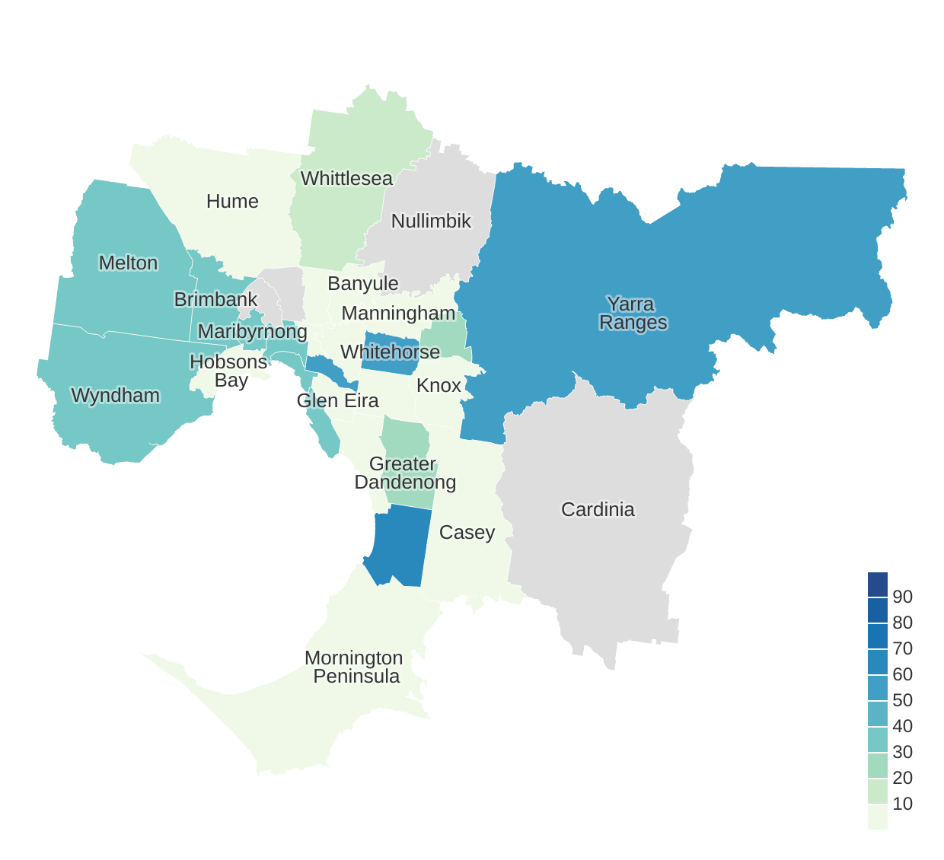 Whittlesea
Hume
Nullimbik
Melton
Banyule
Brimbank
Manningham
Yarra
Ranges
Maribyrnong
Whitehorse
Hobsons
Bay
Knox
Wyndham
Glen Eira
Greater
Dandenong
Cardinia
Casey
Mornington
Peninsula
90
80
70
60
50
40
30
20
10